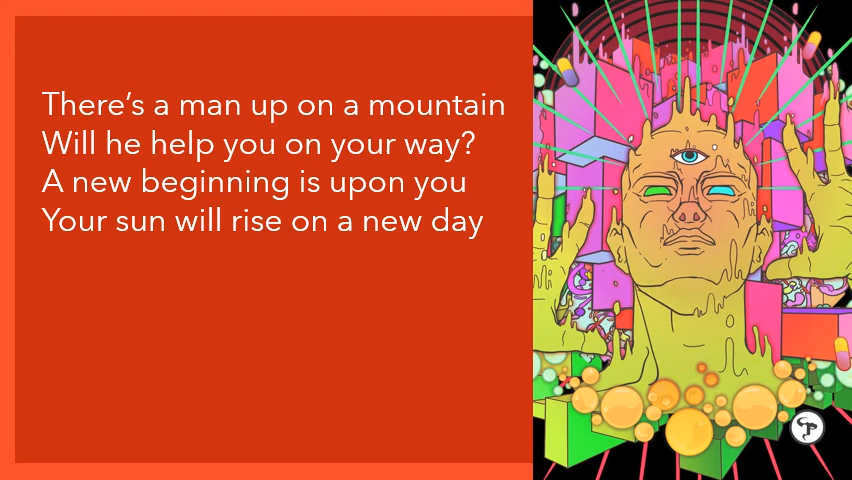 There’s a man up on a mountain
Will he help you on your way?
A new beginning is upon you
Your sun will rise on a new day